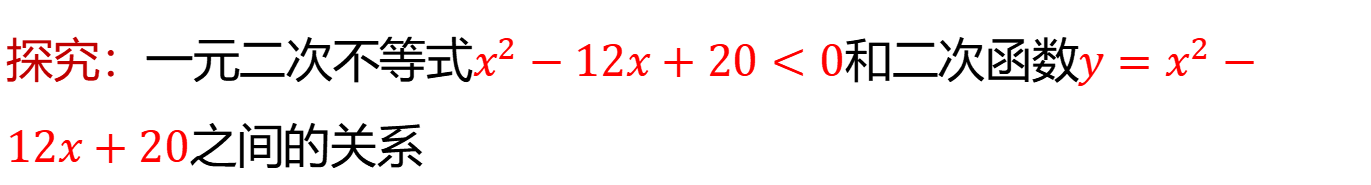 探究：一元二次不等式x² − 12x + 20 < 0和二次函数y = x² −
12x + 20之间的关系